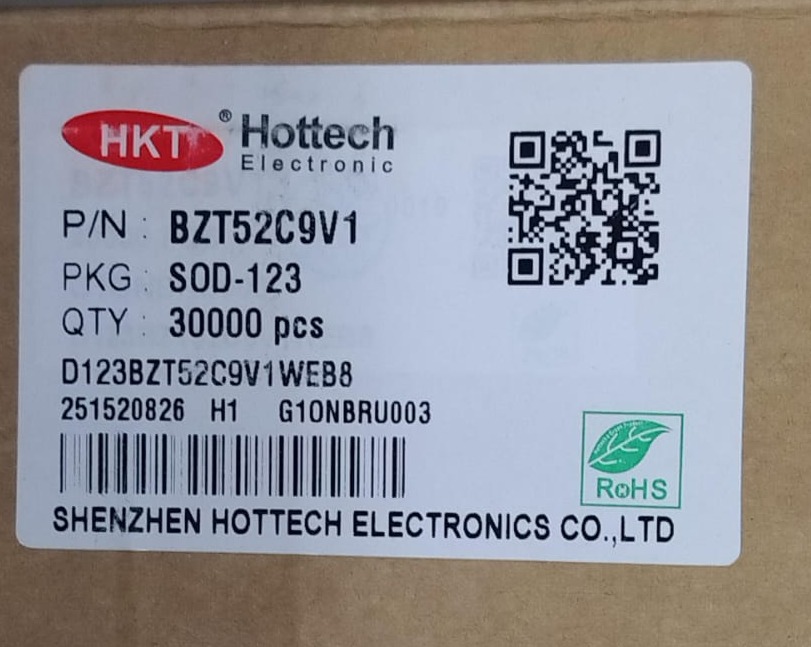 HKT ® Hottech
Electronic
P/N : BZT52C9V1
PKG : SOD-123
QTY : 30000 pcs
D123BZT52C9V1WEB8
251520826 H1 G10NBRU003
RoHS
SHENZHEN HOTTECH ELECTRONICS CO.,LTD